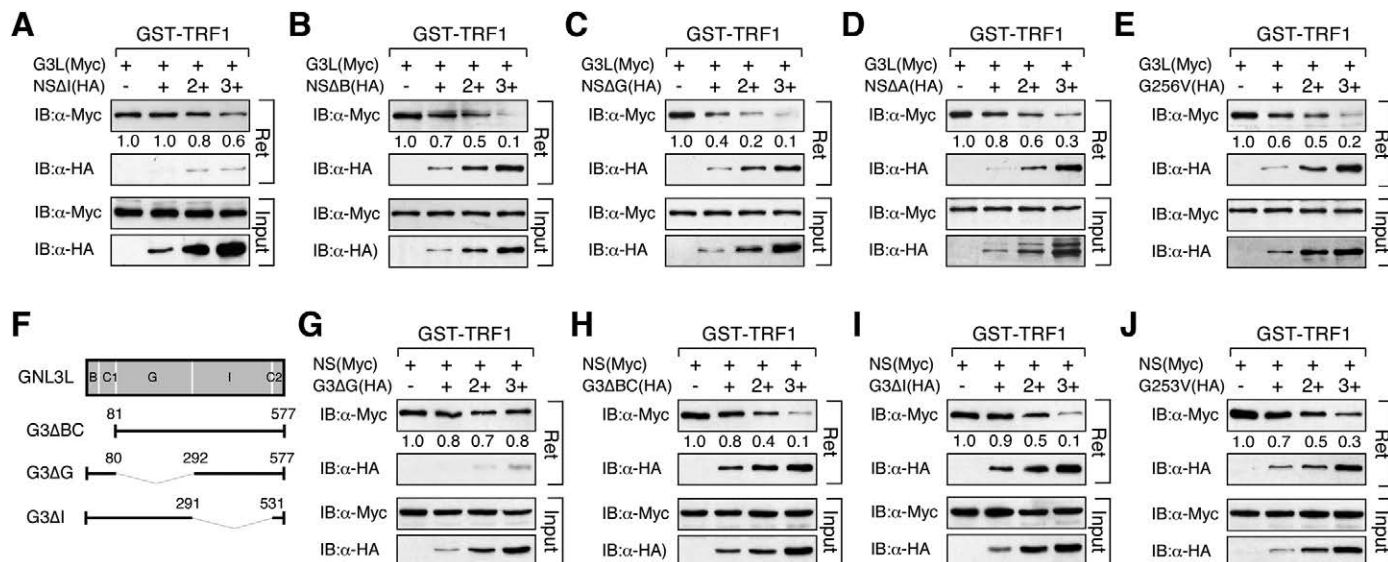 A
GST-TRF1
G3L(Myc) + + + +
NSΔI(HA) - + 2+ 3+
IB:α-Myc
1.0 1.0 0.8 0.6
IB:α-HA
Ret
IB:α-Myc
IB:α-HA
Input
B
GST-TRF1
G3L(Myc) + + + +
NSΔB(HA) - + 2+ 3+
IB:α-Myc
1.0 0.7 0.5 0.1
IB:α-HA
Ret
IB:α-Myc
IB:α-HA)
Input
C
GST-TRF1
G3L(Myc) + + + +
NSΔG(HA) - + 2+ 3+
IB:α-Myc
1.0 0.4 0.2 0.1
IB:α-HA
Ret
IB:α-Myc
IB:α-HA
Input
D
GST-TRF1
G3L(Myc) + + + +
NSΔA(HA) - + 2+ 3+
IB:α-Myc
1.0 0.8 0.6 0.3
IB:α-HA
Ret
IB:α-Myc
IB:α-HA
Input
E
GST-TRF1
G3L(Myc) + + + +
G256V(HA) - + 2+ 3+
IB:α-Myc
1.0 0.6 0.5 0.2
IB:α-HA
Ret
IB:α-Myc
IB:α-HA
Input
F
GNL3L B C1 G I C2
81 577
G3ΔBC
80 292 577
G3ΔG
291 531
G3ΔI
G
GST-TRF1
NS(Myc) + + + +
G3ΔG(HA) - + 2+ 3+
IB:α-Myc
1.0 0.8 0.7 0.8
IB:α-HA
Ret
IB:α-Myc
IB:α-HA
Input
H
GST-TRF1
NS(Myc) + + + +
G3ΔBC(HA) - + 2+ 3+
IB:α-Myc
1.0 0.8 0.4 0.1
IB:α-HA
Ret
IB:α-Myc
IB:α-HA)
Input
I
GST-TRF1
NS(Myc) + + + +
G3ΔI(HA) - + 2+ 3+
IB:α-Myc
1.0 0.9 0.5 0.1
IB:α-HA
Ret
IB:α-Myc
IB:α-HA
Input
J
GST-TRF1
NS(Myc) + + + +
G253V(HA) - + 2+ 3+
IB:α-Myc
1.0 0.7 0.5 0.3
IB:α-HA
Ret
IB:α-Myc
IB:α-HA
Input